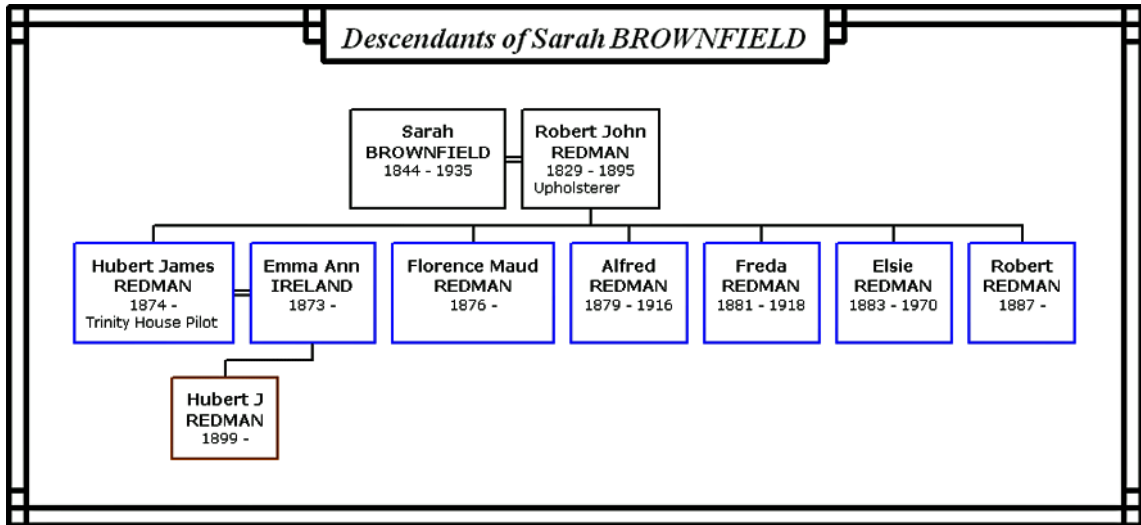 Descendants of Sarah BROWNFIELD
Sarah
BROWNFIELD
1844 - 1935
Robert John
REDMAN
1829 - 1895
Upholsterer
Hubert James
REDMAN
1874 -
Trinity House Pilot
Emma Ann
IRELAND
1873 -
Florence Maud
REDMAN
1876 -
Alfred
REDMAN
1879 - 1916
Freda
REDMAN
1881 - 1918
Elsie
REDMAN
1883 - 1970
Robert
REDMAN
1887 -
Hubert J
REDMAN
1899 -